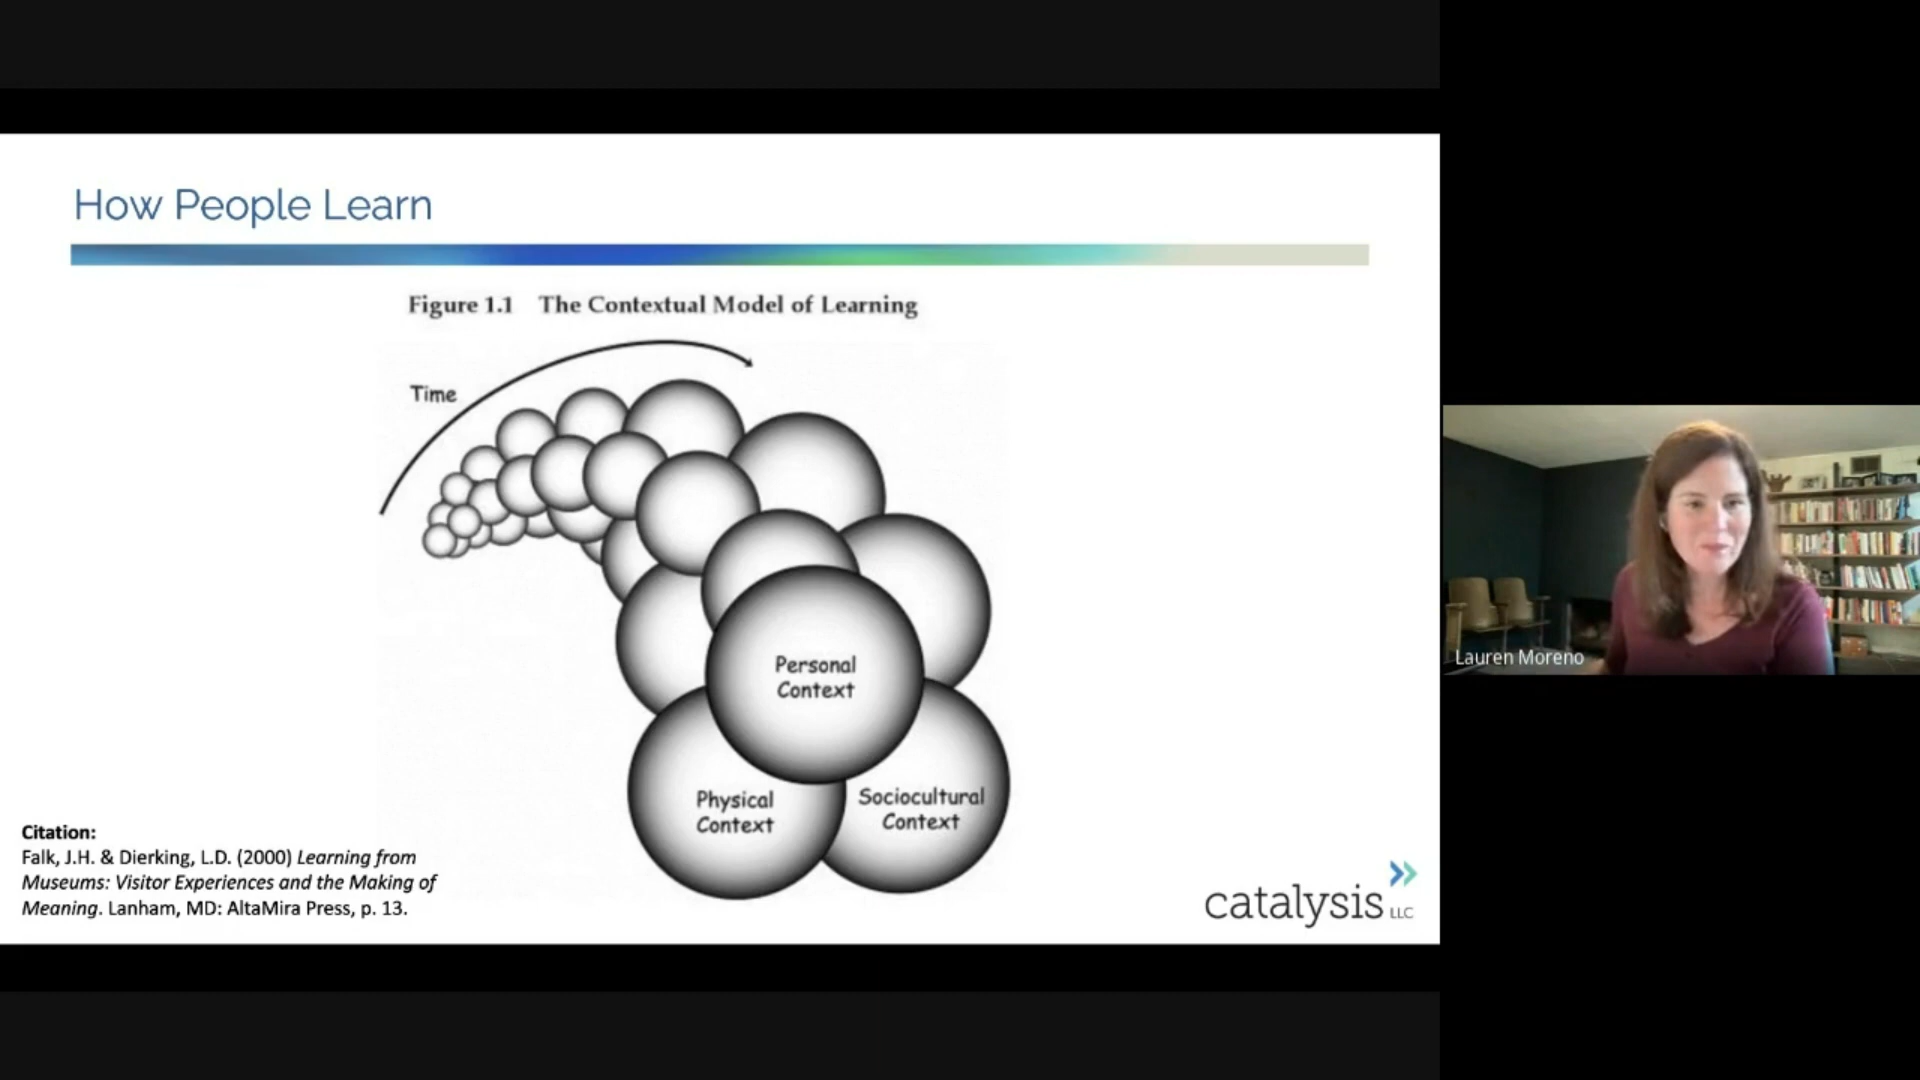 How People Learn
Figure 1.1 The Contextual Model of Learning
Time
Personal
Context
Physical
Context
Sociocultural
Context
Citation:
Falk, J.H. & Dierking, L.D. (2000) Learning from
Museums: Visitor Experiences and the Making of
Meaning. Lanham, MD: AltaMira Press, p. 13.
catalysis LLC
Lauren Moreno